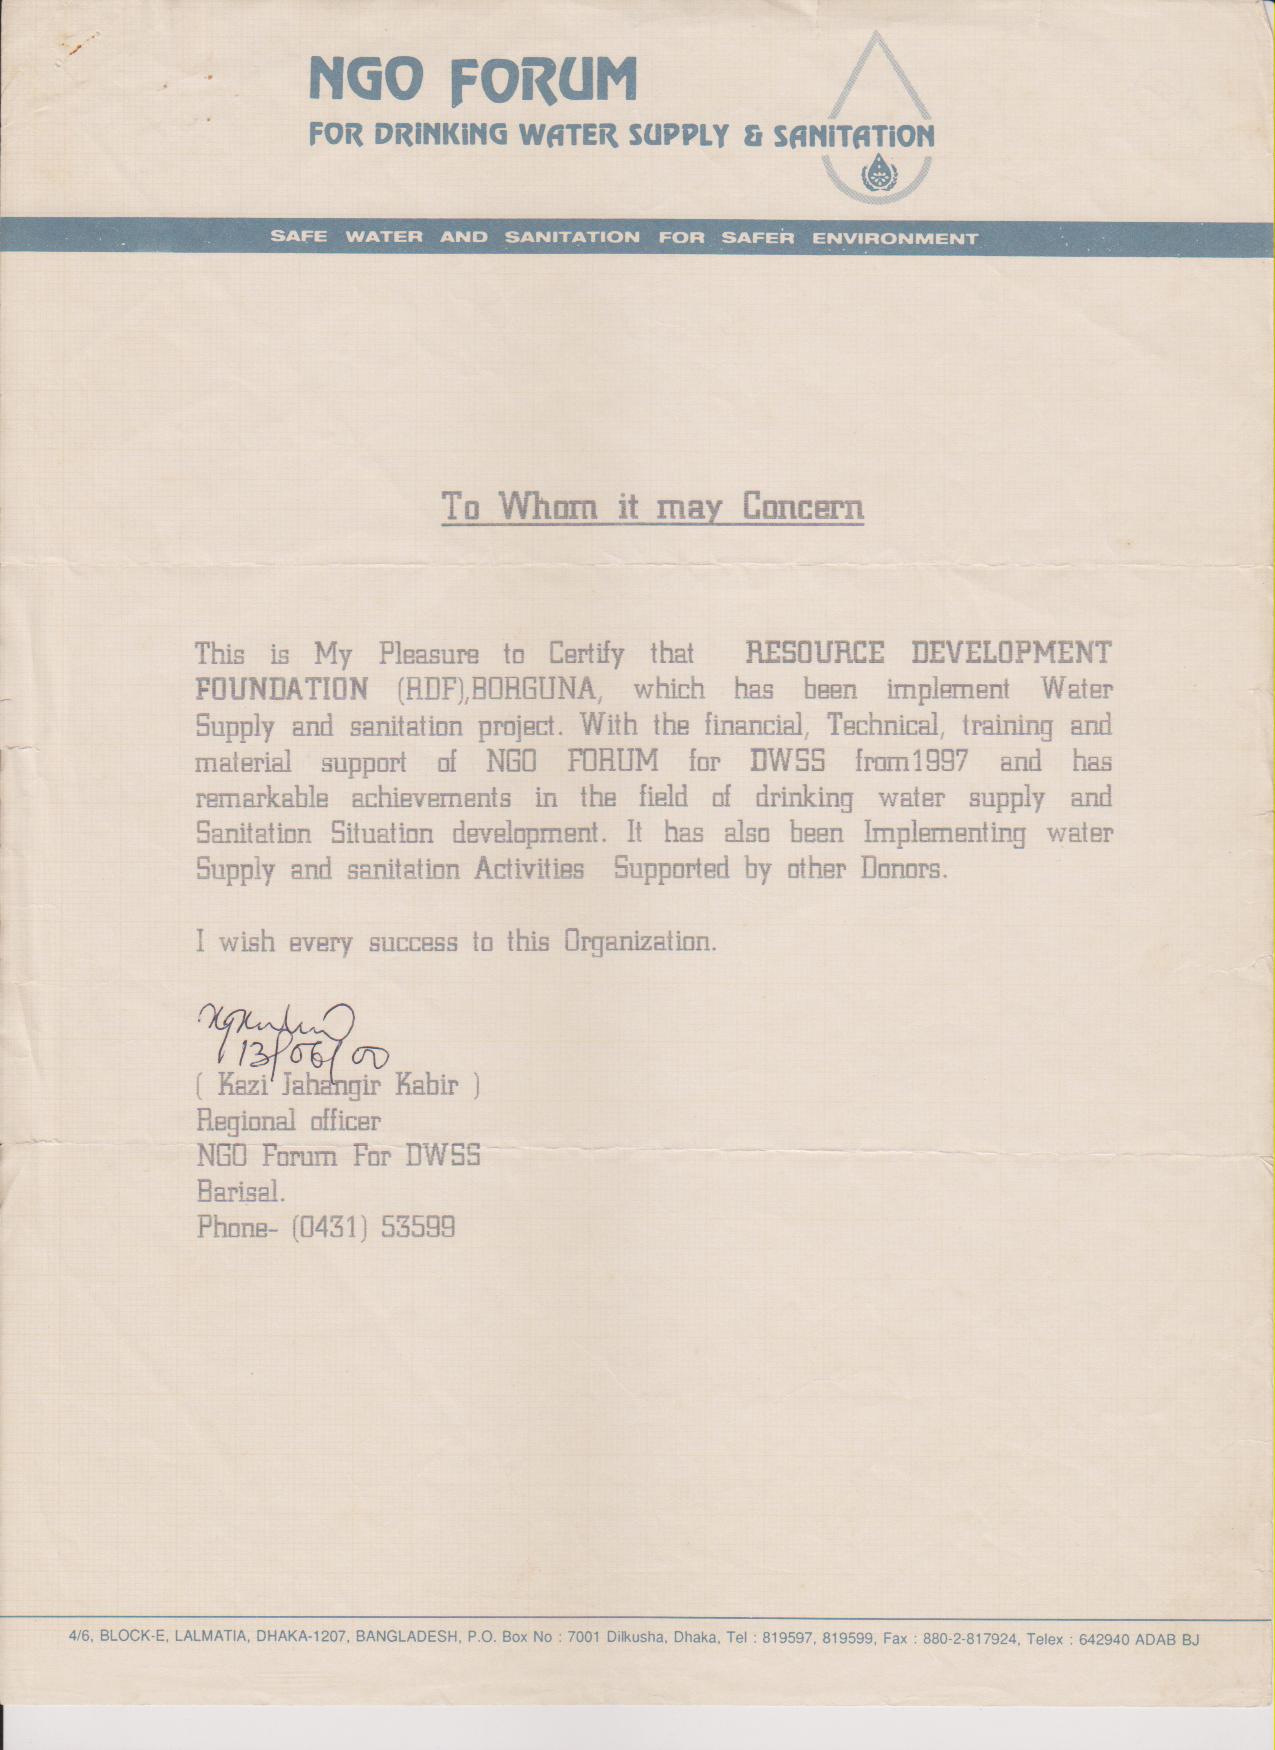 NGO FORUM
FOR DRINKING WATER SUPPLY & SANITATION
SAFE WATER AND SANITATION FOR SAFER ENVIRONMENT
To Whom it may Concern
This is My Pleasure to Certify that RESOURCE DEVELOPMENT
FOUNDATION (RDF),BORGUNA, which has been implement Water
Supply and sanitation project. With the financial, Technical, training and
material support of NGO FORUM for DWSS from1997 and has
remarkable achievements in the field of drinking water supply and
Sanitation Situation development. It has also been Implementing water
Supply and sanitation Activities Supported by other Donors.
I wish every success to this Organization.
13/06/00
( Kazi Jahangir Kabir )
Regional officer
NGO Forum For DWSS
Barisal.
Phone- (0431) 53599
4/6, BLOCK-E, LALMATIA, DHAKA-1207, BANGLADESH, P.O. Box No : 7001 Dilkusha, Dhaka, Tel : 819597, 819599, Fax : 880-2-817924, Telex : 642940 ADAB BJ